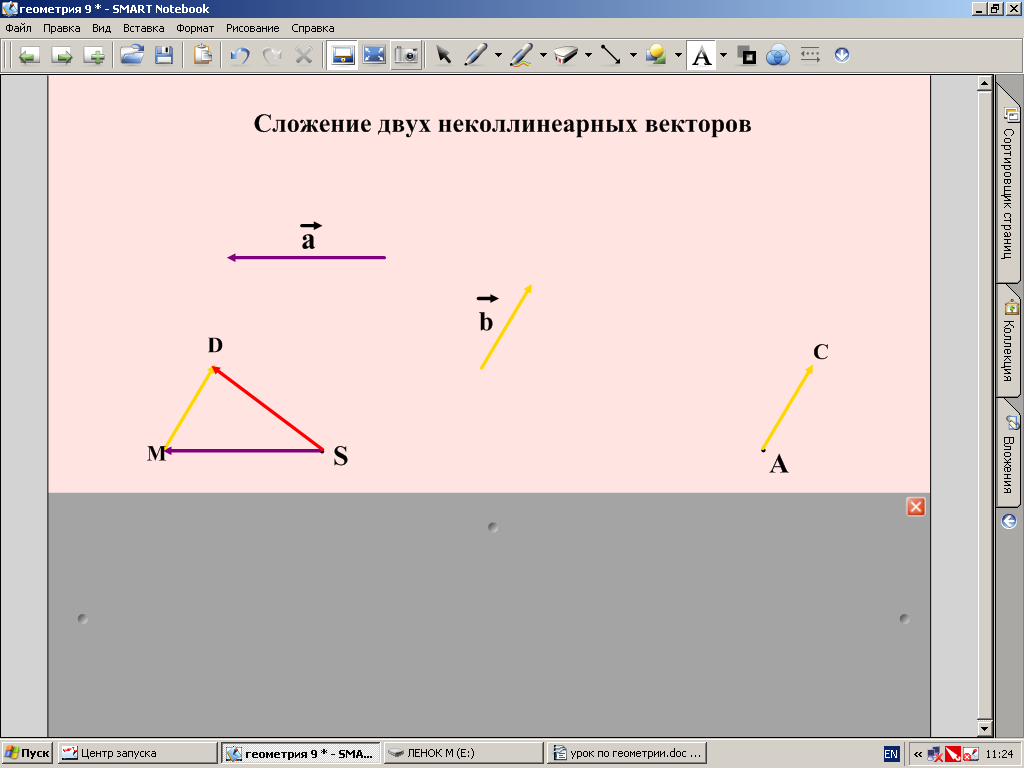 геометрия 9 * - SMART Notebook
Файл Правка Вид Вставка Формат Рисование Справка
A
Сложение двух неколлинеарных векторов
a
b
D
C
M
S
A
Сортировщик страниц
Коллекция
Вложения
Пуск
Центр запуска
геометрия 9 * - SMA...
ЛЕНОК М (E:)
урок по геометрии.doc ...
EN
«
11:24